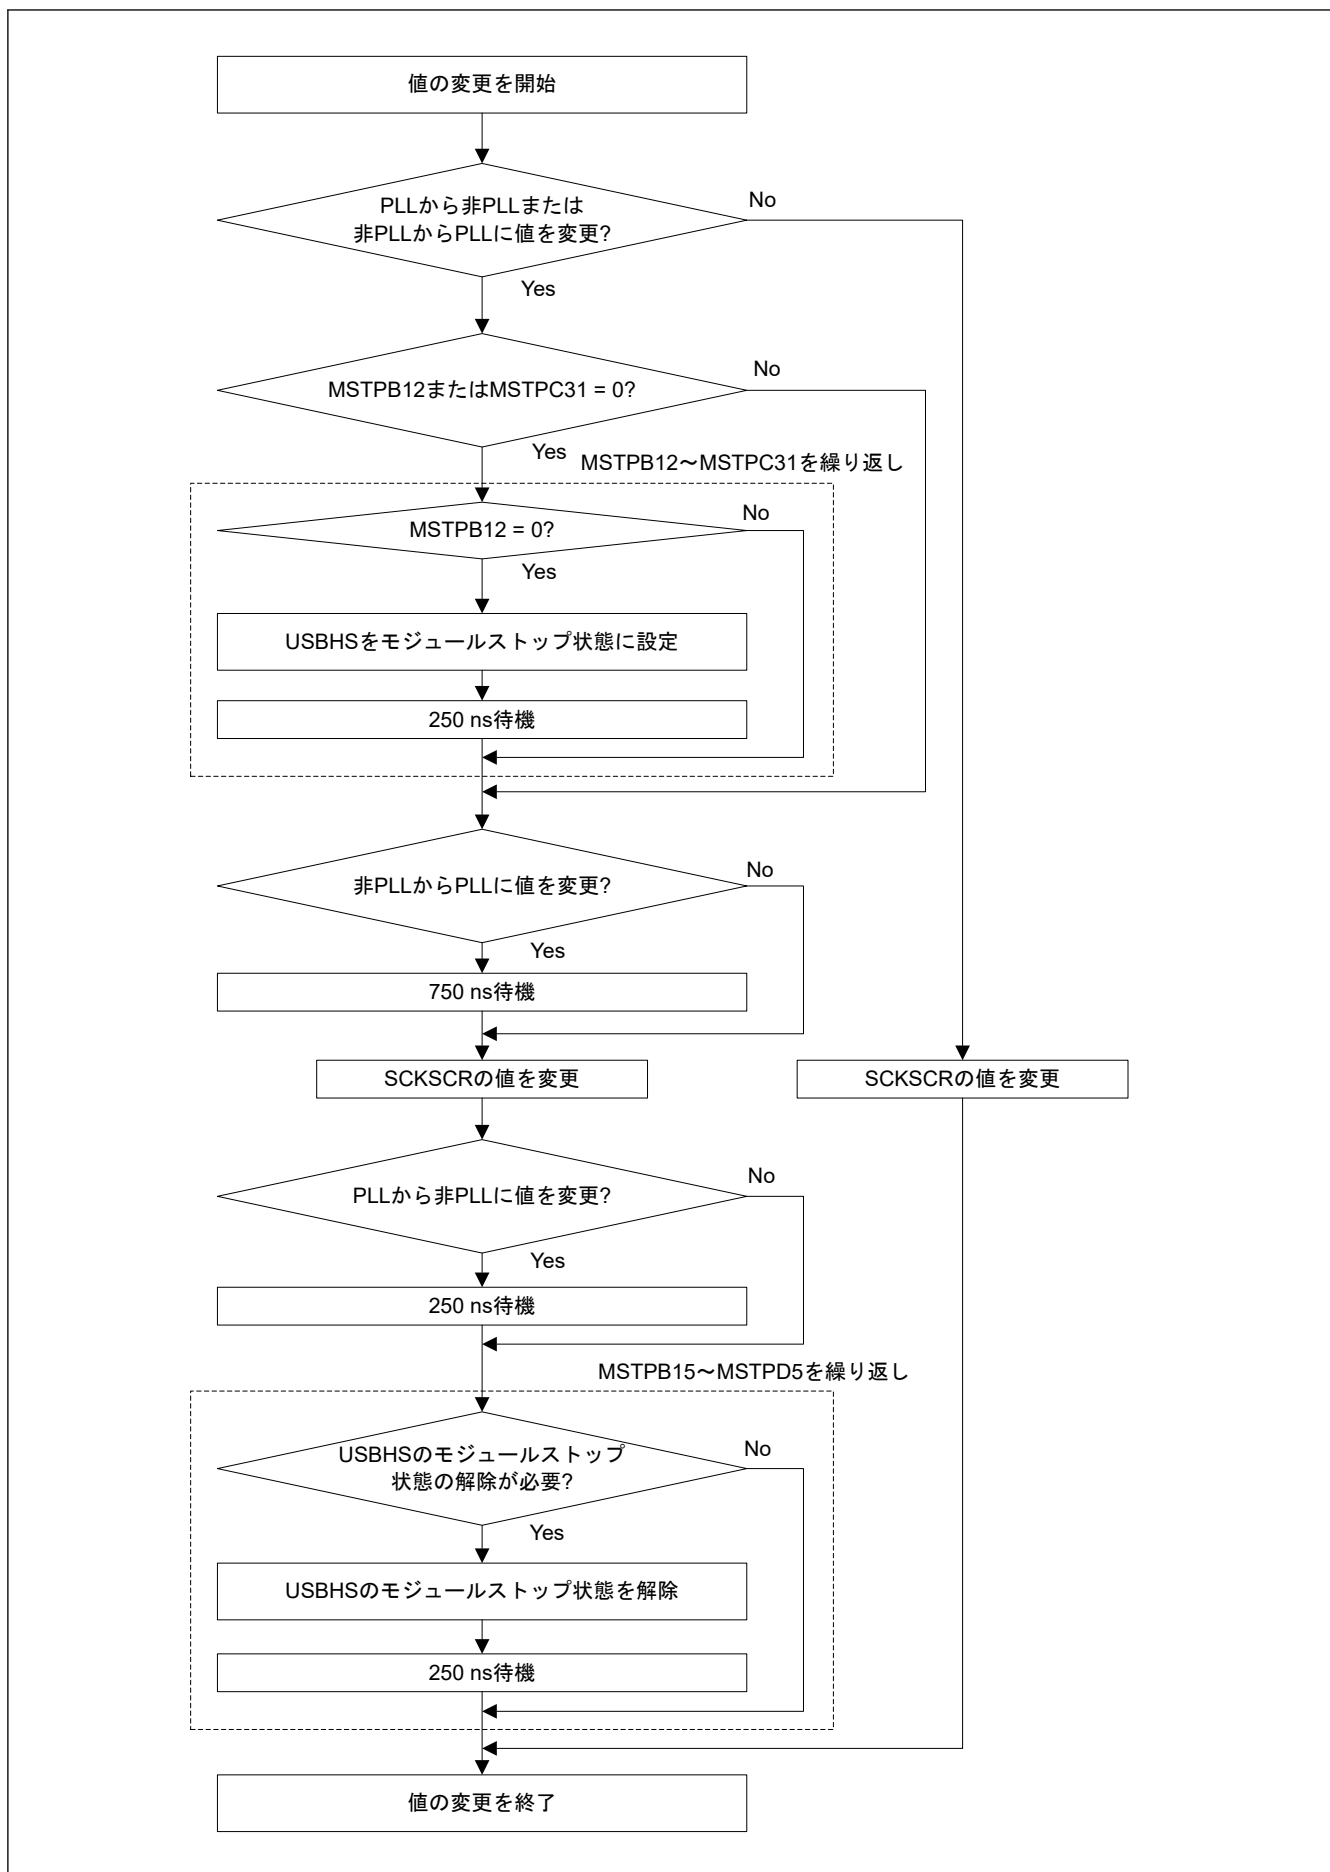 値の変更を開始
PLLから非PLLまたは
非PLLからPLLに値を変更?
No
Yes
MSTPB12またはMSTPC31 = 0?
No
Yes
MSTPB12～MSTPC31を繰り返し
MSTPB12 = 0?
No
Yes
USBHSをモジュールストップ状態に設定
250 ns待機
非PLLからPLLに値を変更?
No
Yes
750 ns待機
SCKSCRの値を変更
SCKSCRの値を変更
PLLから非PLLに値を変更?
No
Yes
250 ns待機
MSTPB15～MSTPD5を繰り返し
USBHSのモジュールストップ
状態の解除が必要?
No
Yes
USBHSのモジュールストップ状態を解除
250 ns待機
値の変更を終了